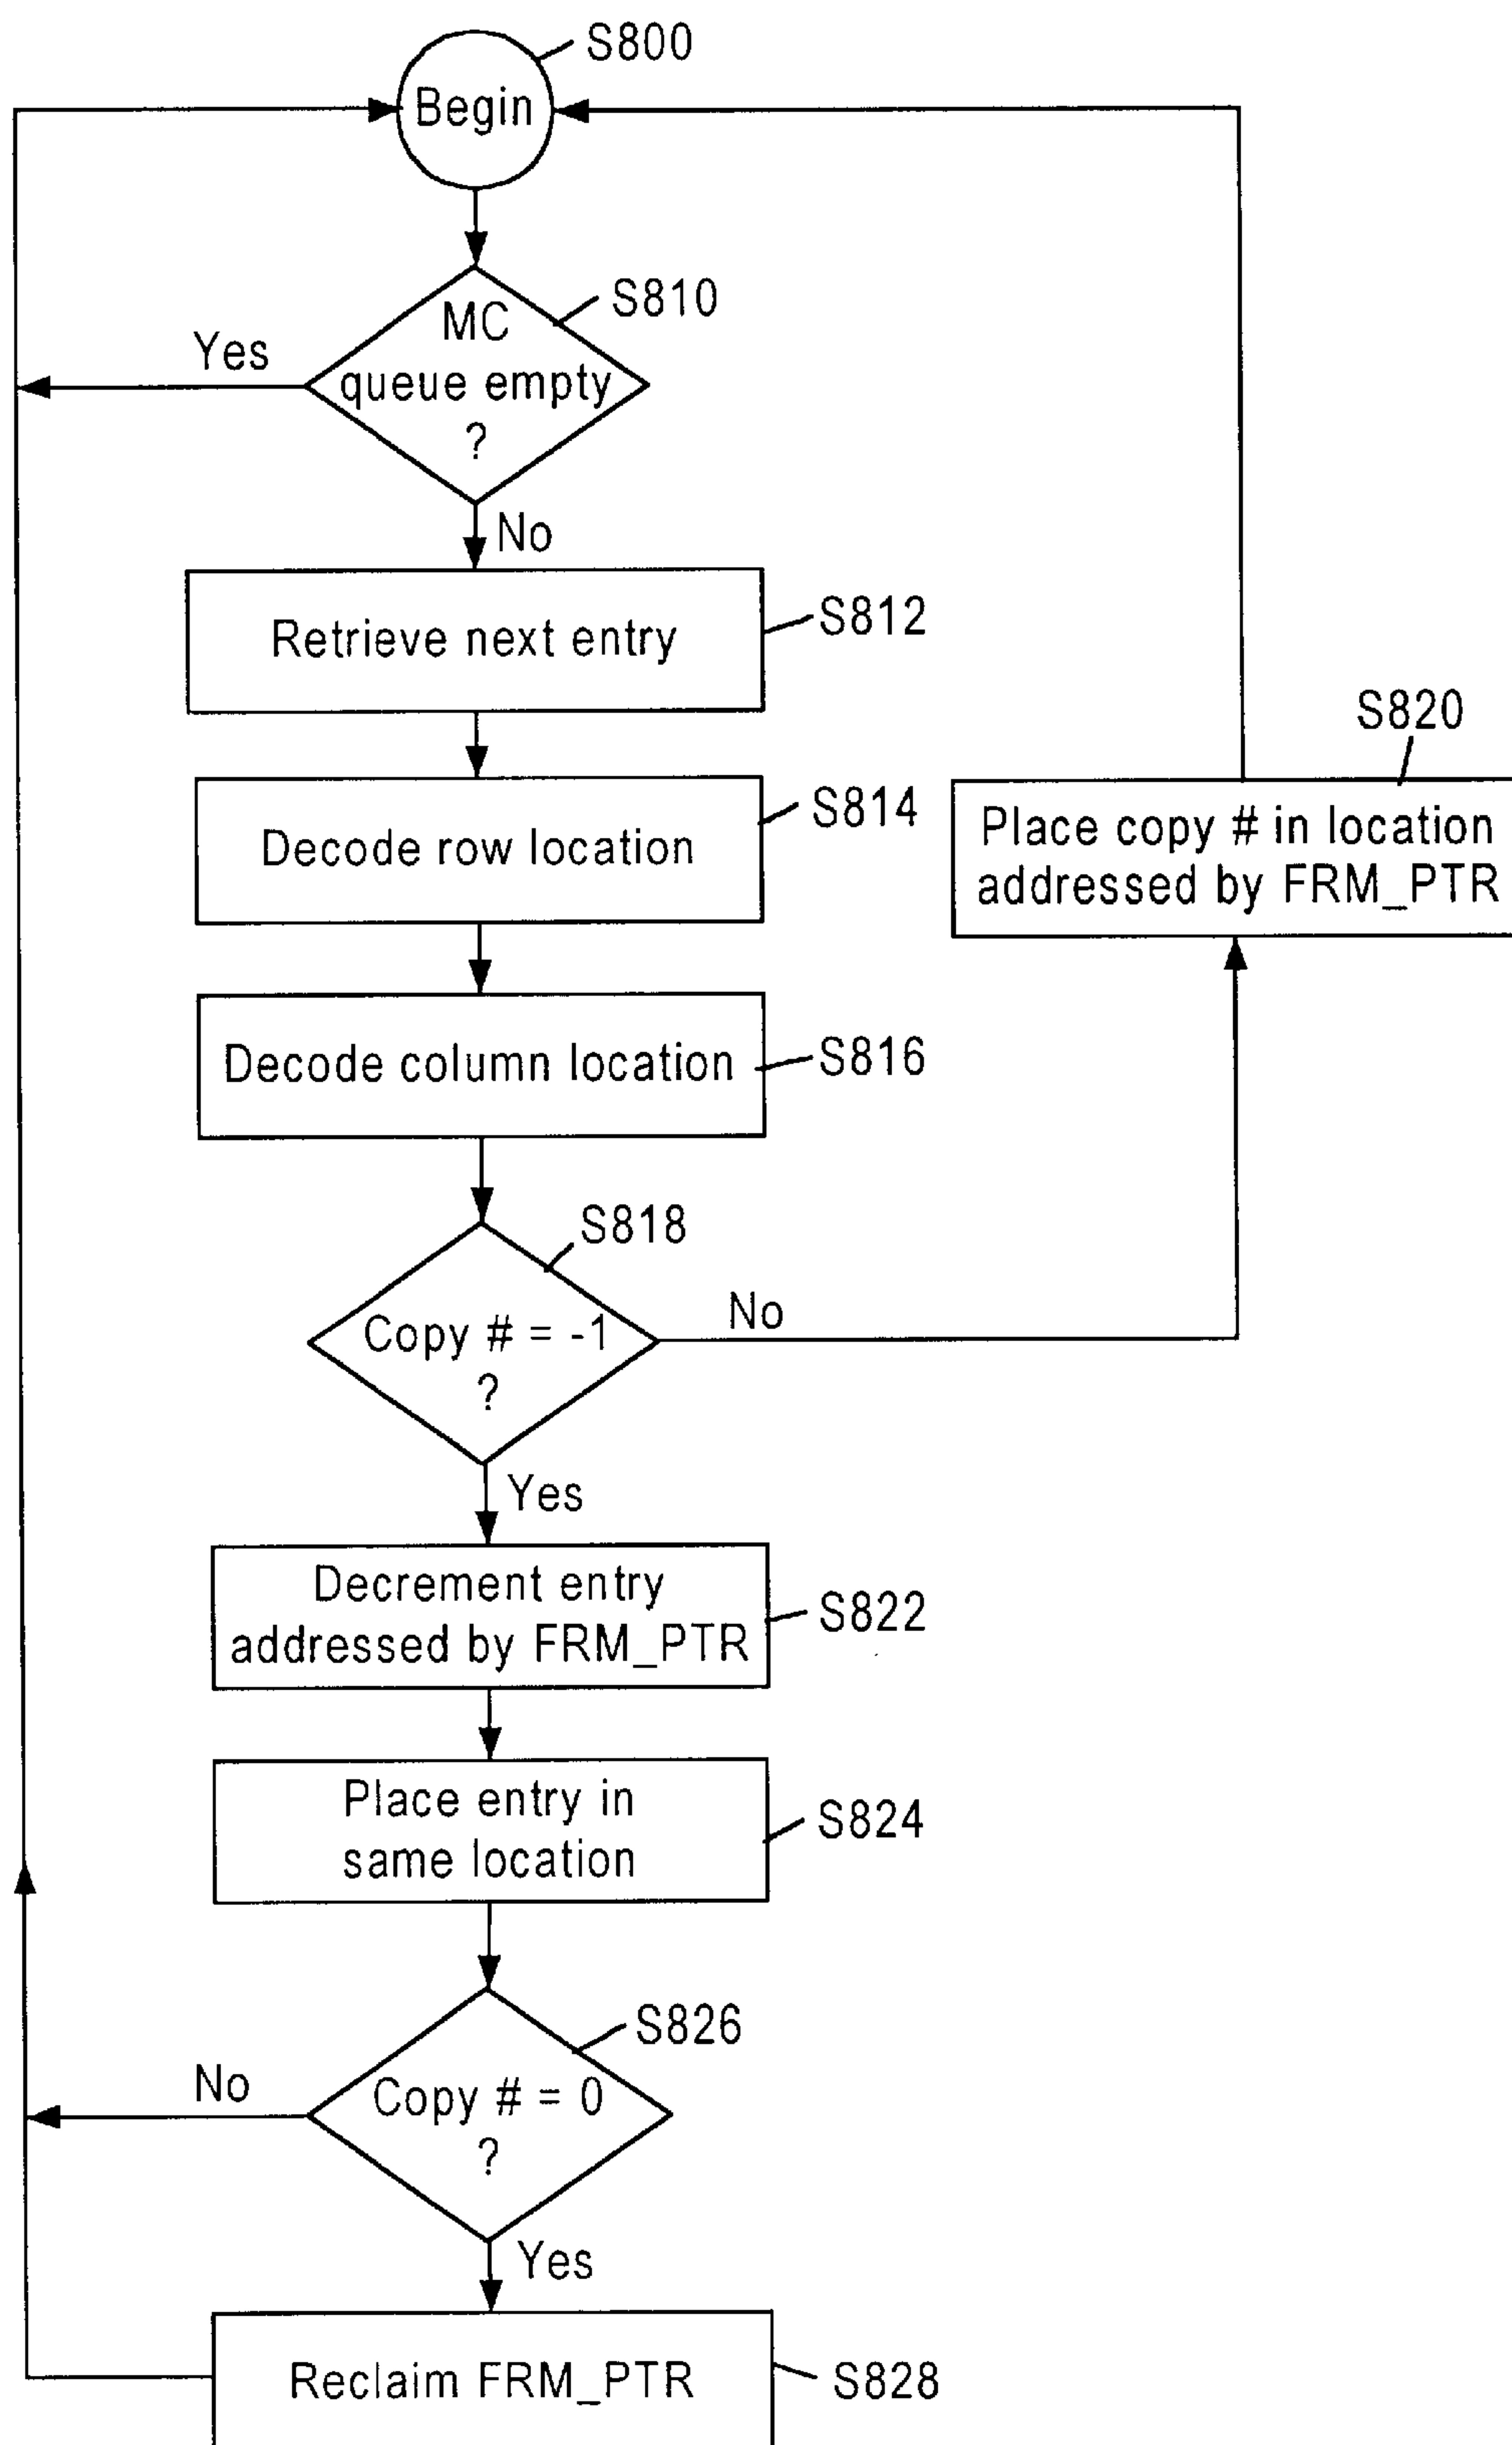 S800
Begin
S810
MC
queue empty
?
Yes
No
Retrieve next entry
S812
S820
Decode row location
S814
Place copy # in location
addressed by FRM_PTR
Decode column location
S816
S818
Copy # = -1
?
No
Yes
Decrement entry
addressed by FRM_PTR
S822
Place entry in
same location
S824
S826
Copy # = 0
?
No
Yes
Reclaim FRM_PTR
S828